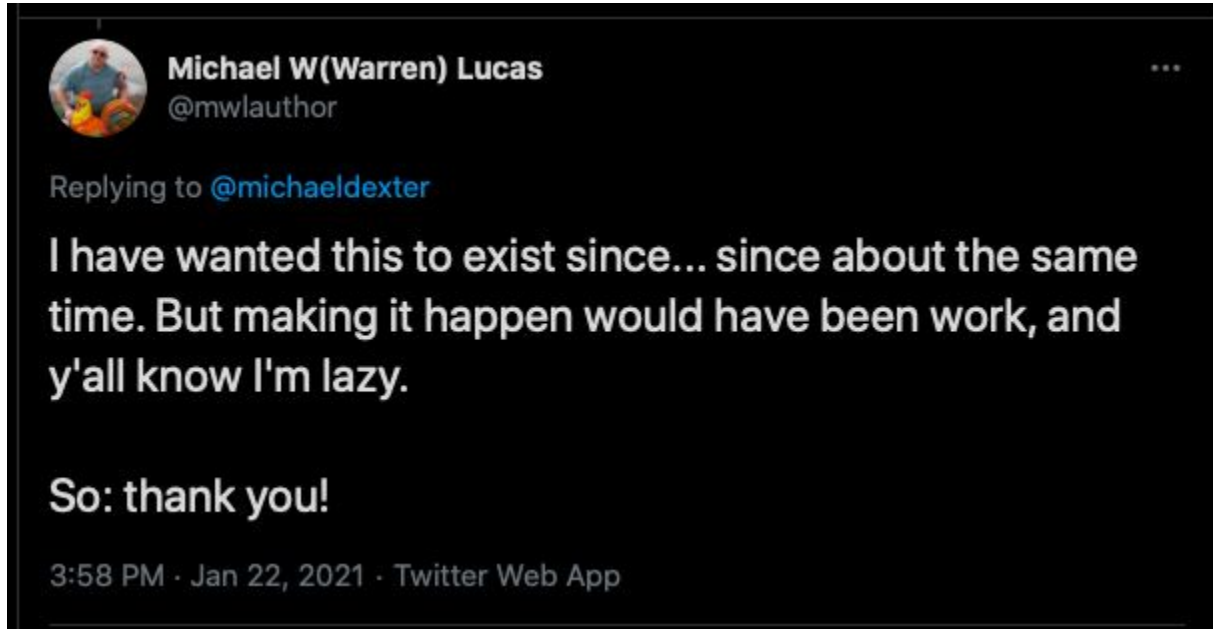 Michael W(Warren) Lucas
@mwlauthor
Replying to @michaeldexter
I have wanted this to exist since... since about the same
time. But making it happen would have been work, and
y'all know I'm lazy.
So: thank you!
3:58 PM · Jan 22, 2021 · Twitter Web App